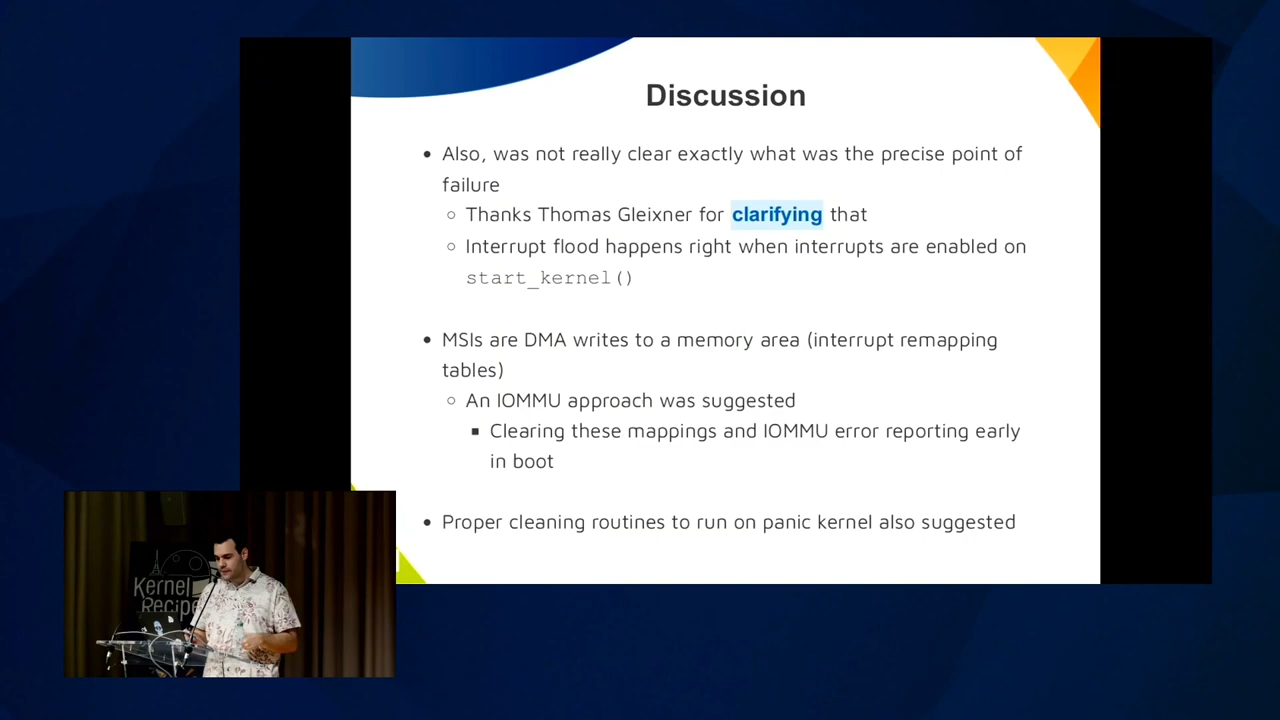 Discussion
• Also, was not really clear exactly what was the precise point of
failure
○ Thanks Thomas Gleixner for clarifying that
○ Interrupt flood happens right when interrupts are enabled on
start_kernel()
• MSIs are DMA writes to a memory area (interrupt remapping
tables)
○ An IOMMU approach was suggested
■ Clearing these mappings and IOMMU error reporting early
in boot
• Proper cleaning routines to run on panic kernel also suggested
Kernel
Recipe